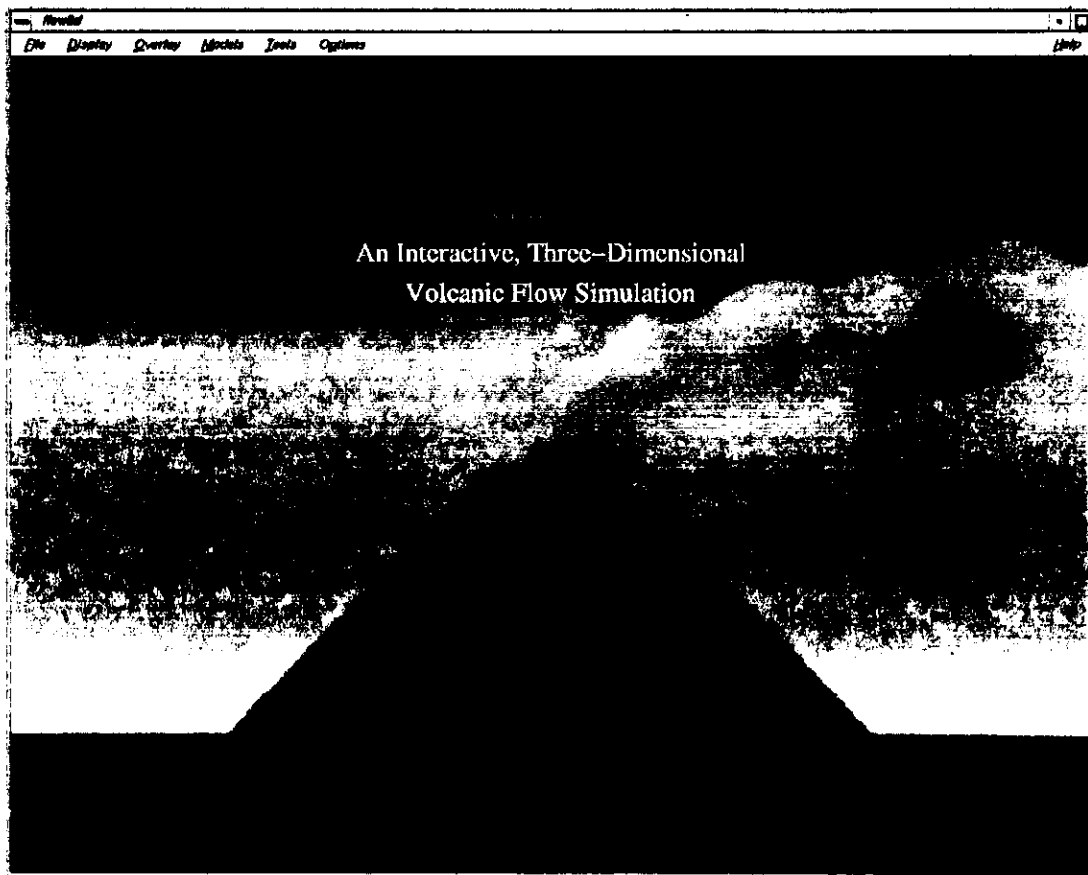 File Display Overlay Models Tools Options Help
An Interactive, Three-Dimensional
Volcanic Flow Simulation